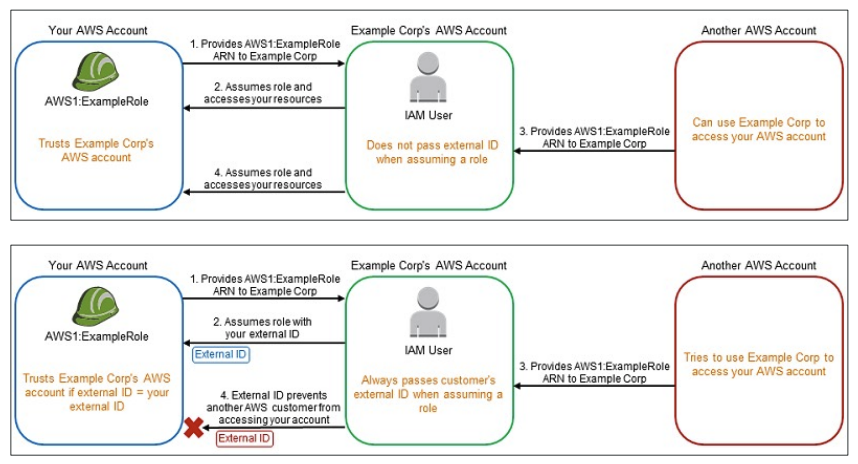 Your AWS Account
Example Corp's AWS Account
Another AWS Account
1. Provides AWS1:ExampleRole
ARN to Example Corp
2. Assumes role and
accesses your resources
AWS1:ExampleRole
IAM User
Trusts Example Corp's
AWS account
Does not pass external ID
when assuming a role
3. Provides AWS1:ExampleRole
ARN to Example Corp
Can use Example Corp to
access your AWS account
4. Assumes role and
accesses your resources
Your AWS Account
Example Corp's AWS Account
Another AWS Account
1. Provides AWS1:ExampleRole
ARN to Example Corp
2. Assumes role with
your external ID
External ID
AWS1:ExampleRole
IAM User
Trusts Example Corp's AWS
account if external ID = your
external ID
Always passes customer's
external ID when assuming a
role
3. Provides AWS1:ExampleRole
ARN to Example Corp
Tries to use Example Corp to
access your AWS account
4. External ID prevents
another AWS customer from
accessing your account
External ID